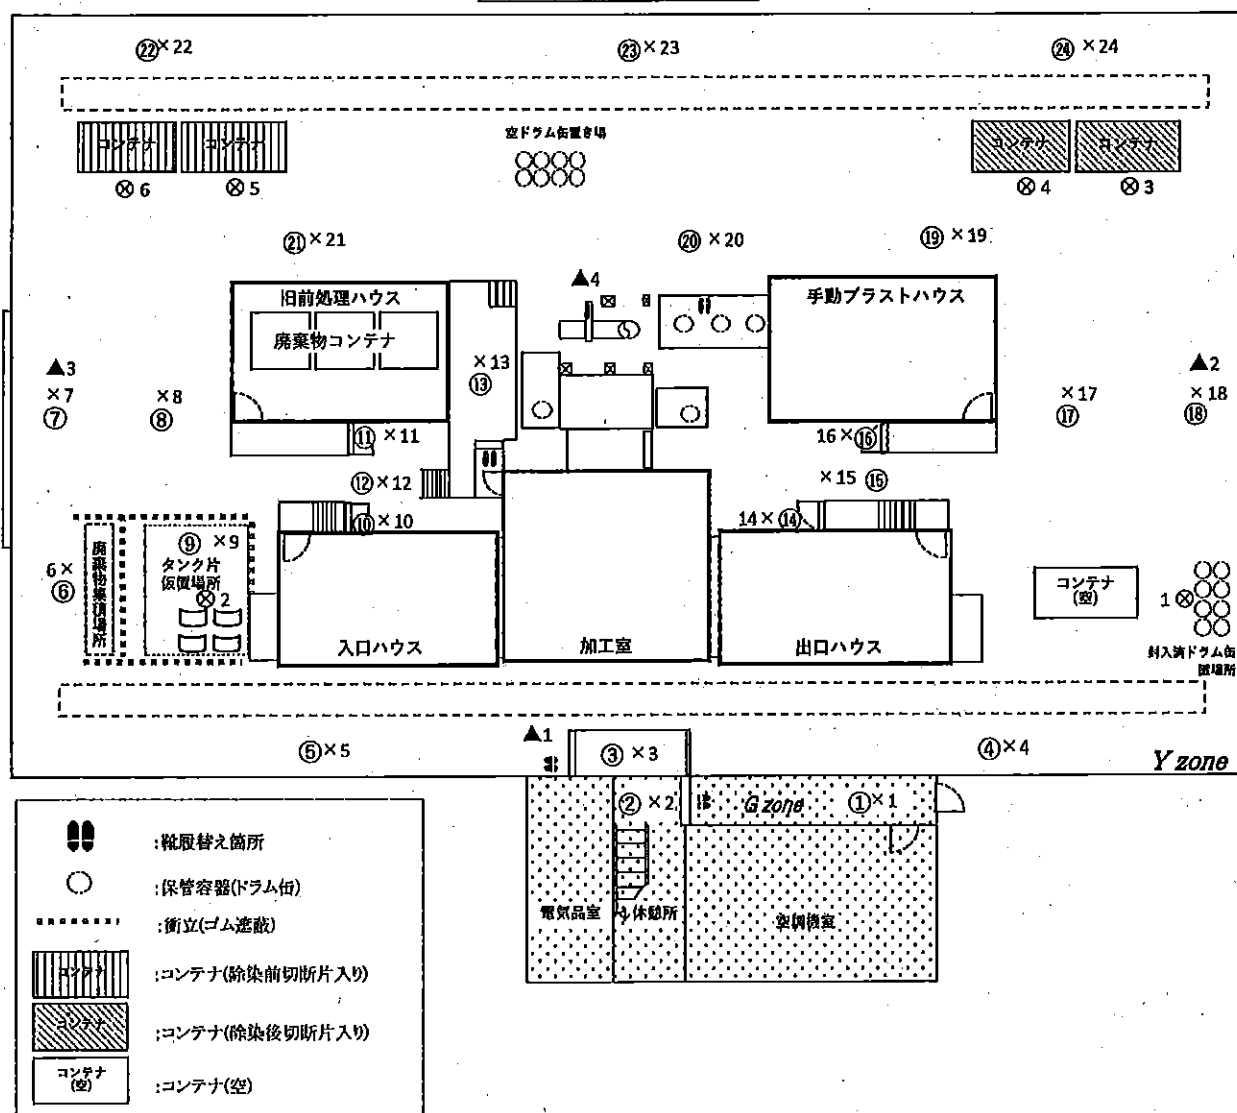 ㉒×22
㉓×23
㉔×24
コンテナ
コンテナ
空ドラム缶置き場
コンテナ
コンテナ
⊗6
⊗5
⊗4
⊗3
㉑×21
⑳×20
⑲×19
▲4
旧前処理ハウス
廃棄物コンテナ
手動ブラストハウス
×13
⑬
▲3
×7
⑦
×8
⑧
×17
⑰
▲2
×18
⑱
⑪×11
16×⑯
⑫×12
×15 ⑮
⑩×10
14×⑭
6×
⑥
廃棄物集積場所
⑨ ×9
タンク片
仮置場所
⊗2
入口ハウス
加工室
出口ハウス
コンテナ
(空)
1⊗
封入済ドラム缶
置場所
⑤×5
▲1
③ ×3
④×4
Y zone
② ×2
G zone
①×1
電気品室
休憩所
空調機室
:靴履替え箇所
:保管容器(ドラム缶)
:衝立(ゴム遮蔽)
コンテナ
:コンテナ(除染前切断片入り)
コンテナ
:コンテナ(除染後切断片入り)
コンテナ
(空)
:コンテナ(空)